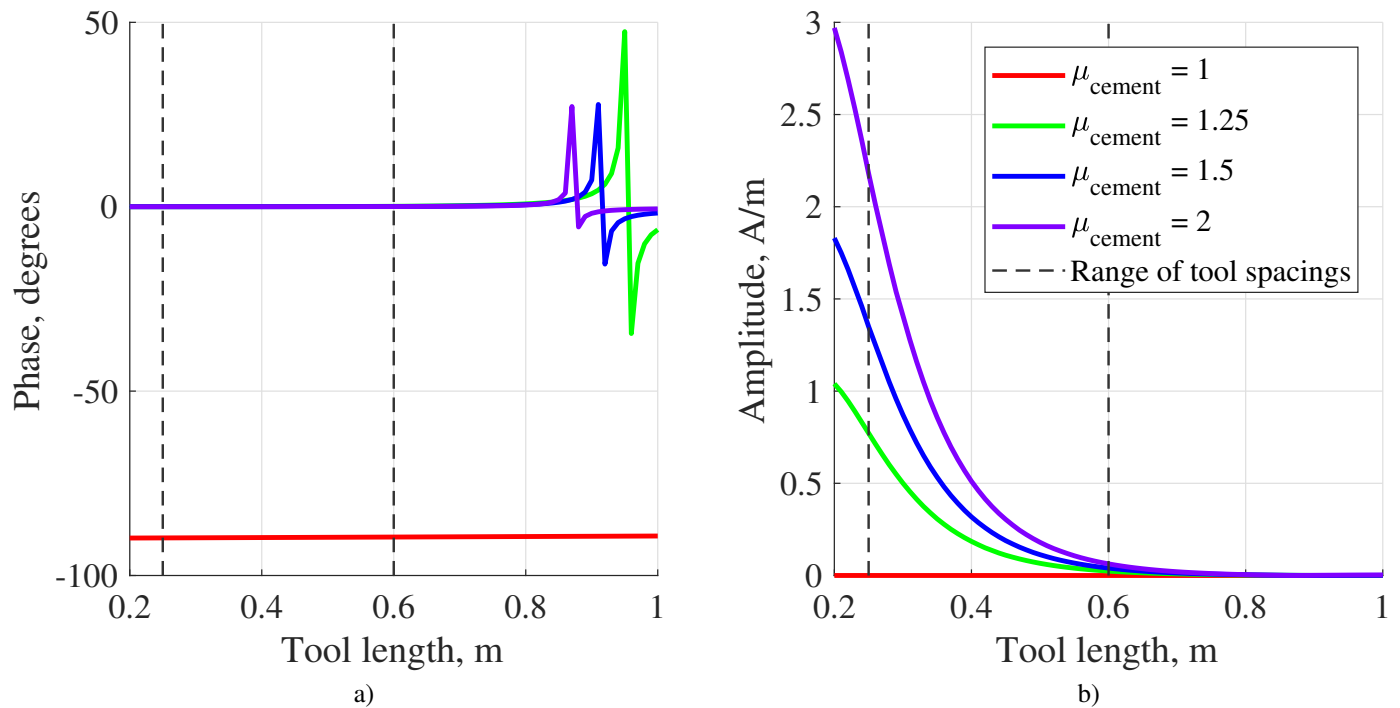 50
0
-50
-100
0.2 0.4 0.6 0.8 1
Phase, degrees
Tool length, m
a)
3
2.5
2
1.5
1
0.5
0
0.2 0.4 0.6 0.8 1
Amplitude, A/m
Tool length, m
b)
μcement = 1
μcement = 1.25
μcement = 1.5
μcement = 2
Range of tool spacings